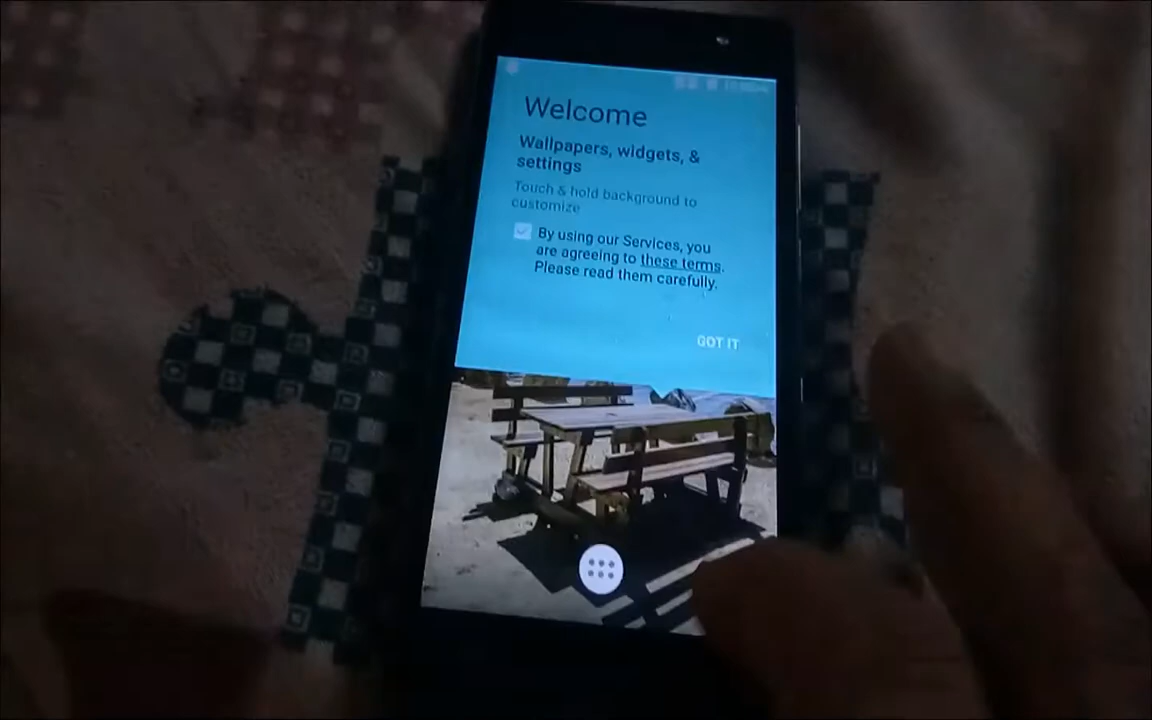 Welcome
Wallpapers, widgets, &
settings
Touch & hold background to
customize
By using our Services, you
are agreeing to these terms.
Please read them carefully.
GOT IT